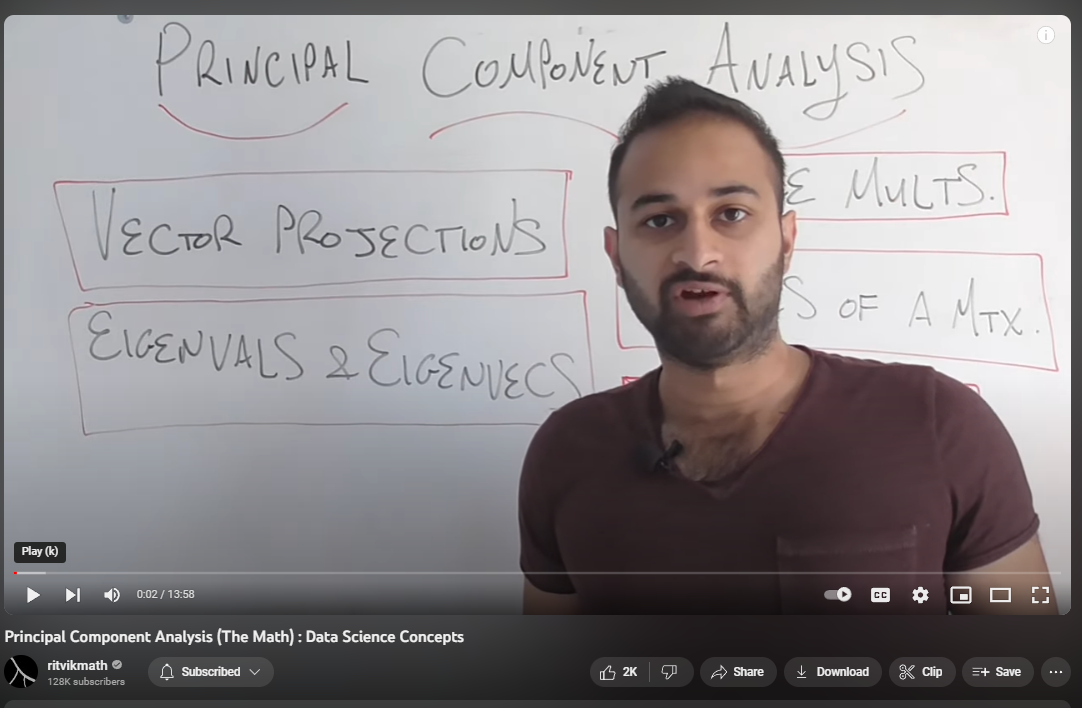 PRINCIPAL COMPONENT ANALYSIS
VECTOR PROJECTIONS
E MULTS.
EIGENVALS & EIGENVECS
S OF A MTX.
Play (k)
0:02 / 13:58
CC
Principal Component Analysis (The Math) : Data Science Concepts
ritvikmath
128K subscribers
Subscribed
2K
Share
Download
Clip
Save